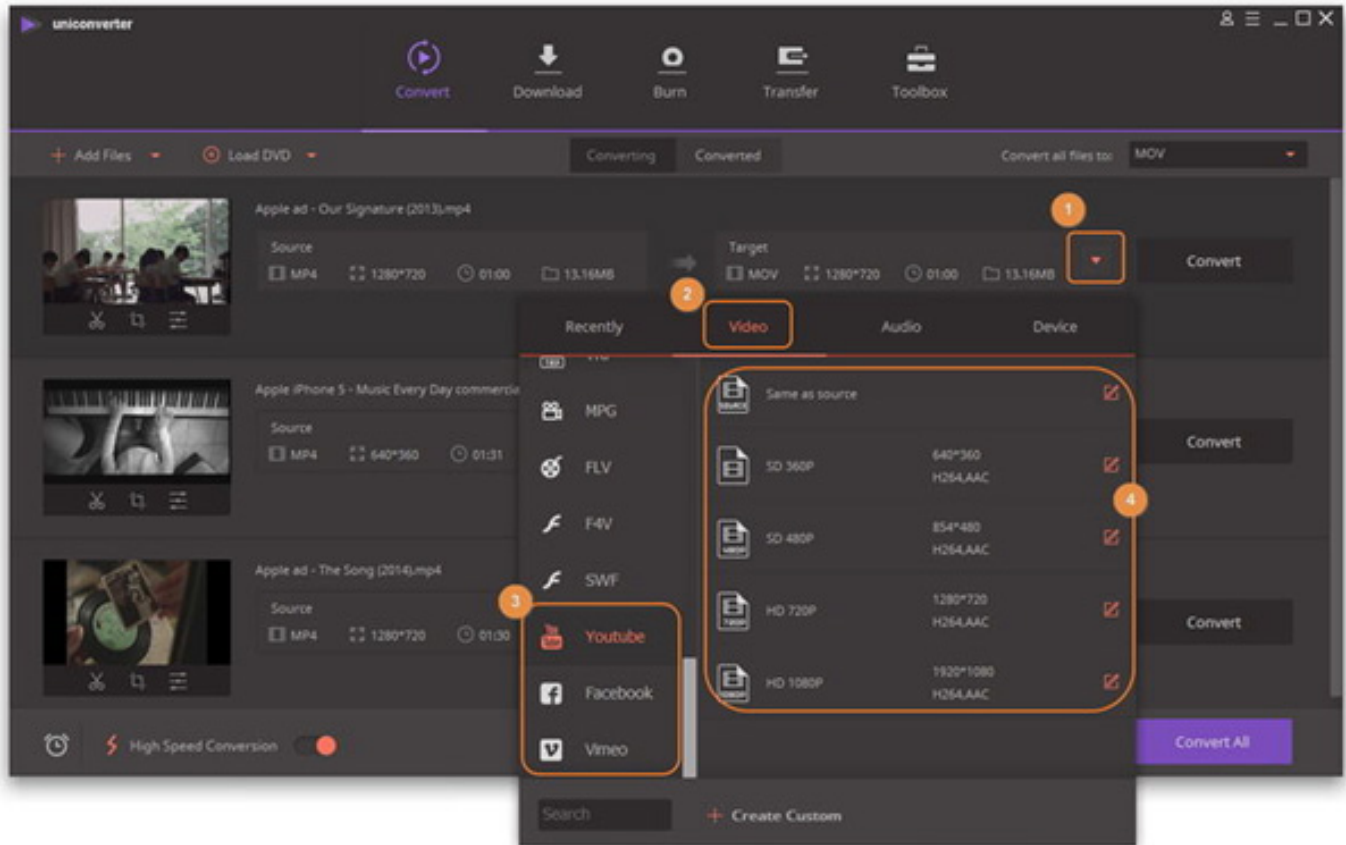 uniconverter
Convert
Download
Burn
Transfer
Toolbox
Add Files
Load DVD
Converting
Converted
Convert all files to:
MOV
Apple ad - Our Signature (2013).mp4
Source
MP4 1280*720 01:00 13.16MB
Target
MOV 1280*720 01:00 13.16MB
1
Convert
2
Recently
Video
Audio
Device
Apple iPhone 5 - Music Every Day commercia
Source
MP4 640*360 01:31
Convert
MPG
FLV
F4V
SWF
3
Youtube
Facebook
Vimeo
Same as source
SD 360P
640*360
H264,AAC
4
SD 480P
854*480
H264,AAC
HD 720P
1280*720
H264,AAC
HD 1080P
1920*1080
H264,AAC
Apple ad - The Song (2014).mp4
Source
MP4 1280*720 01:30
Convert
High Speed Conversion
Convert All
Search
Create Custom